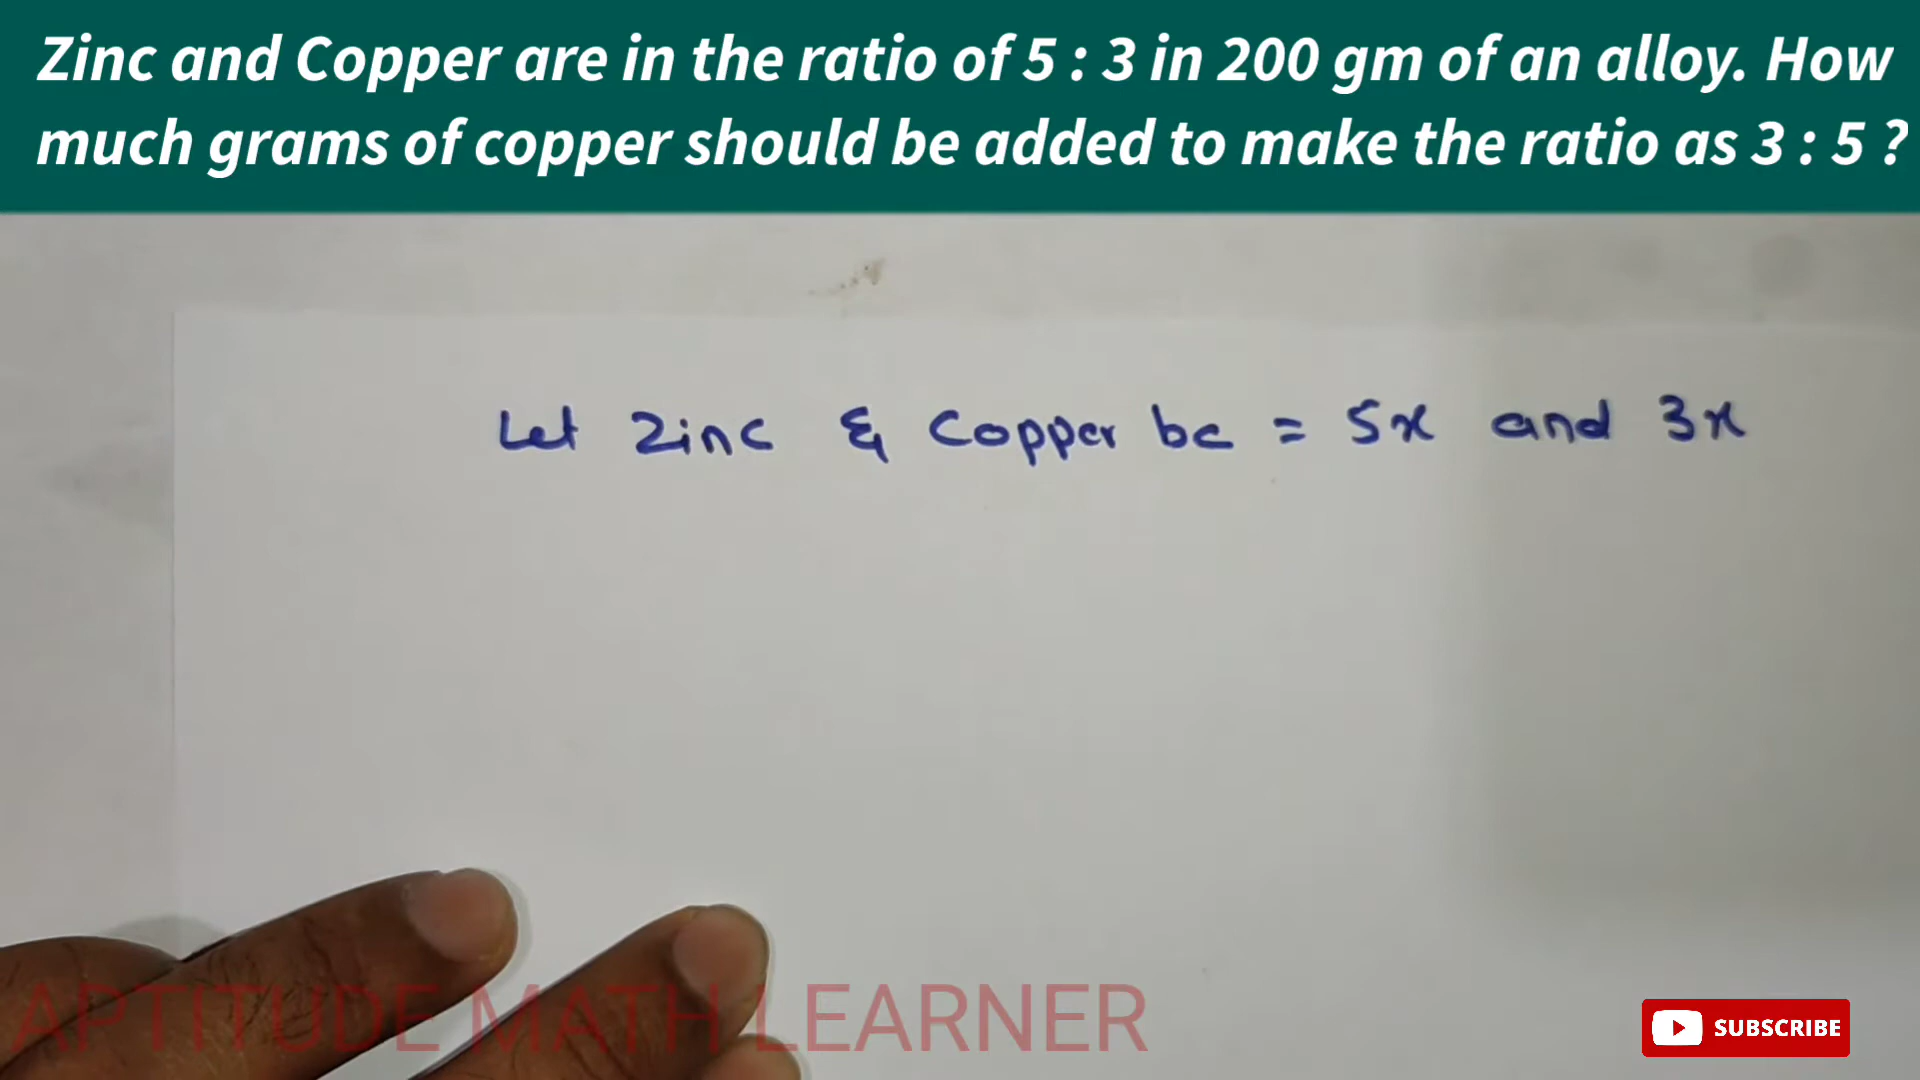 Zinc and Copper are in the ratio of 5 : 3 in 200 gm of an alloy. How
much grams of copper should be added to make the ratio as 3 : 5 ?
Let Zinc & Copper be = 5x and 3x
APTITUDE MATH LEARNER
SUBSCRIBE